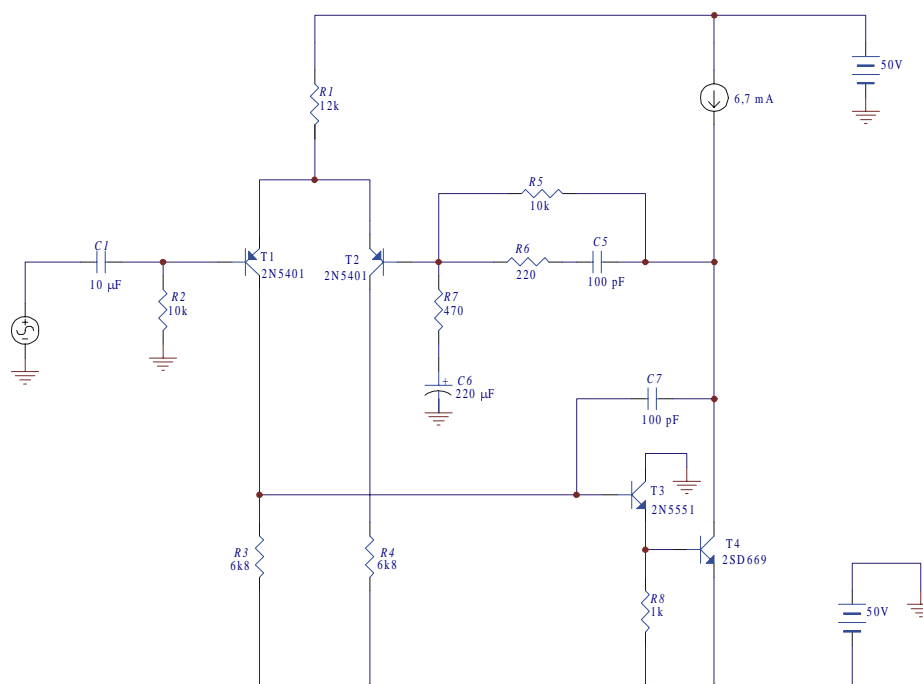 50V
6,7 mA
R1
12k
R5
10k
C1
10 µF
T1
2N5401
T2
2N5401
R6
220
C5
100 pF
R2
10k
R7
470
C6
+
220 µF
C7
100 pF
T3
2N5551
T4
2SD669
R3
6k8
R4
6k8
R8
1k
50V